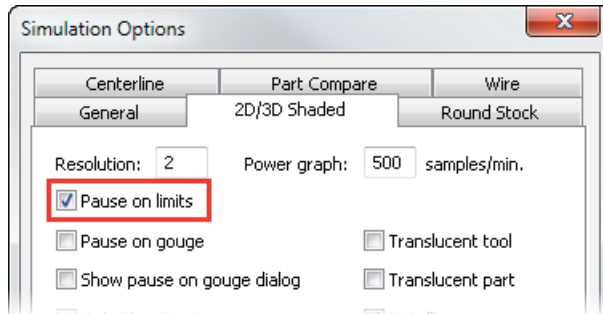 Simulation Options
Centerline Part Compare Wire
General 2D/3D Shaded Round Stock
Resolution: 2 Power graph: 500 samples/min.
Pause on limits
Pause on gouge Translucent tool
Show pause on gouge dialog Translucent part